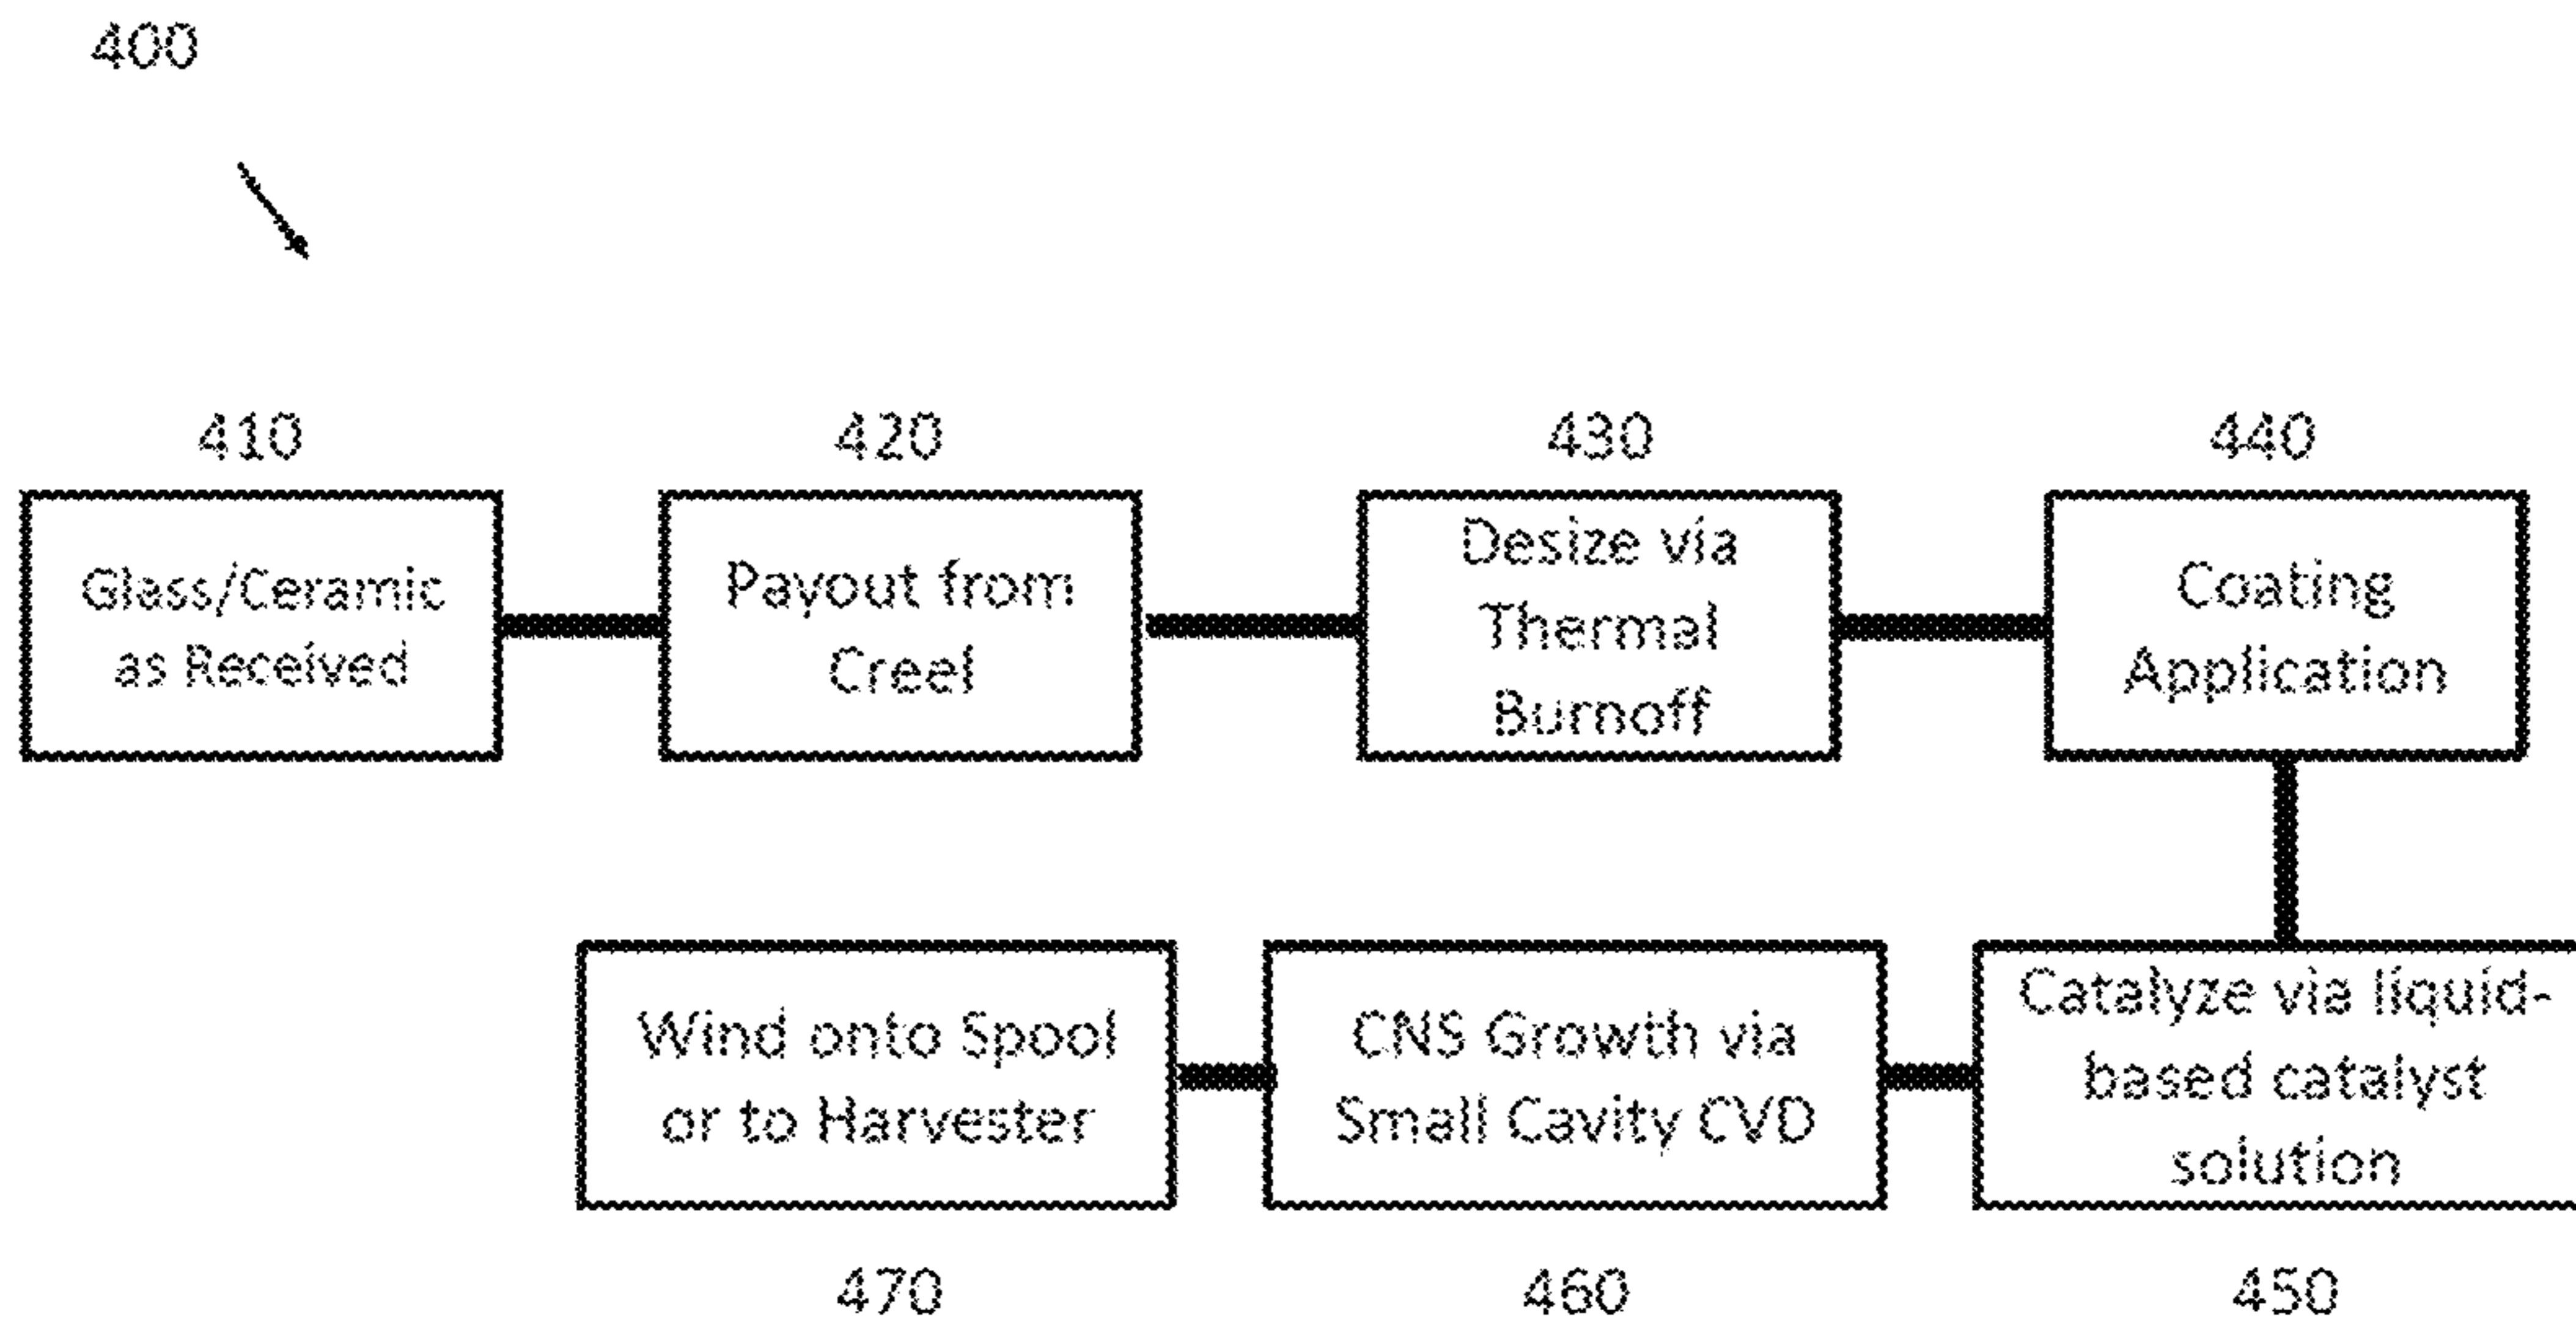 400
410
420
430
440
Glass/Ceramic
as Received
Payout from
Creel
Desize via
Thermal
Burnoff
Coating
Application
Wind onto Spool
or to Harvester
CNS Growth via
Small Cavity CVD
Catalyze via liquid-
based catalyst
solution
470
460
450